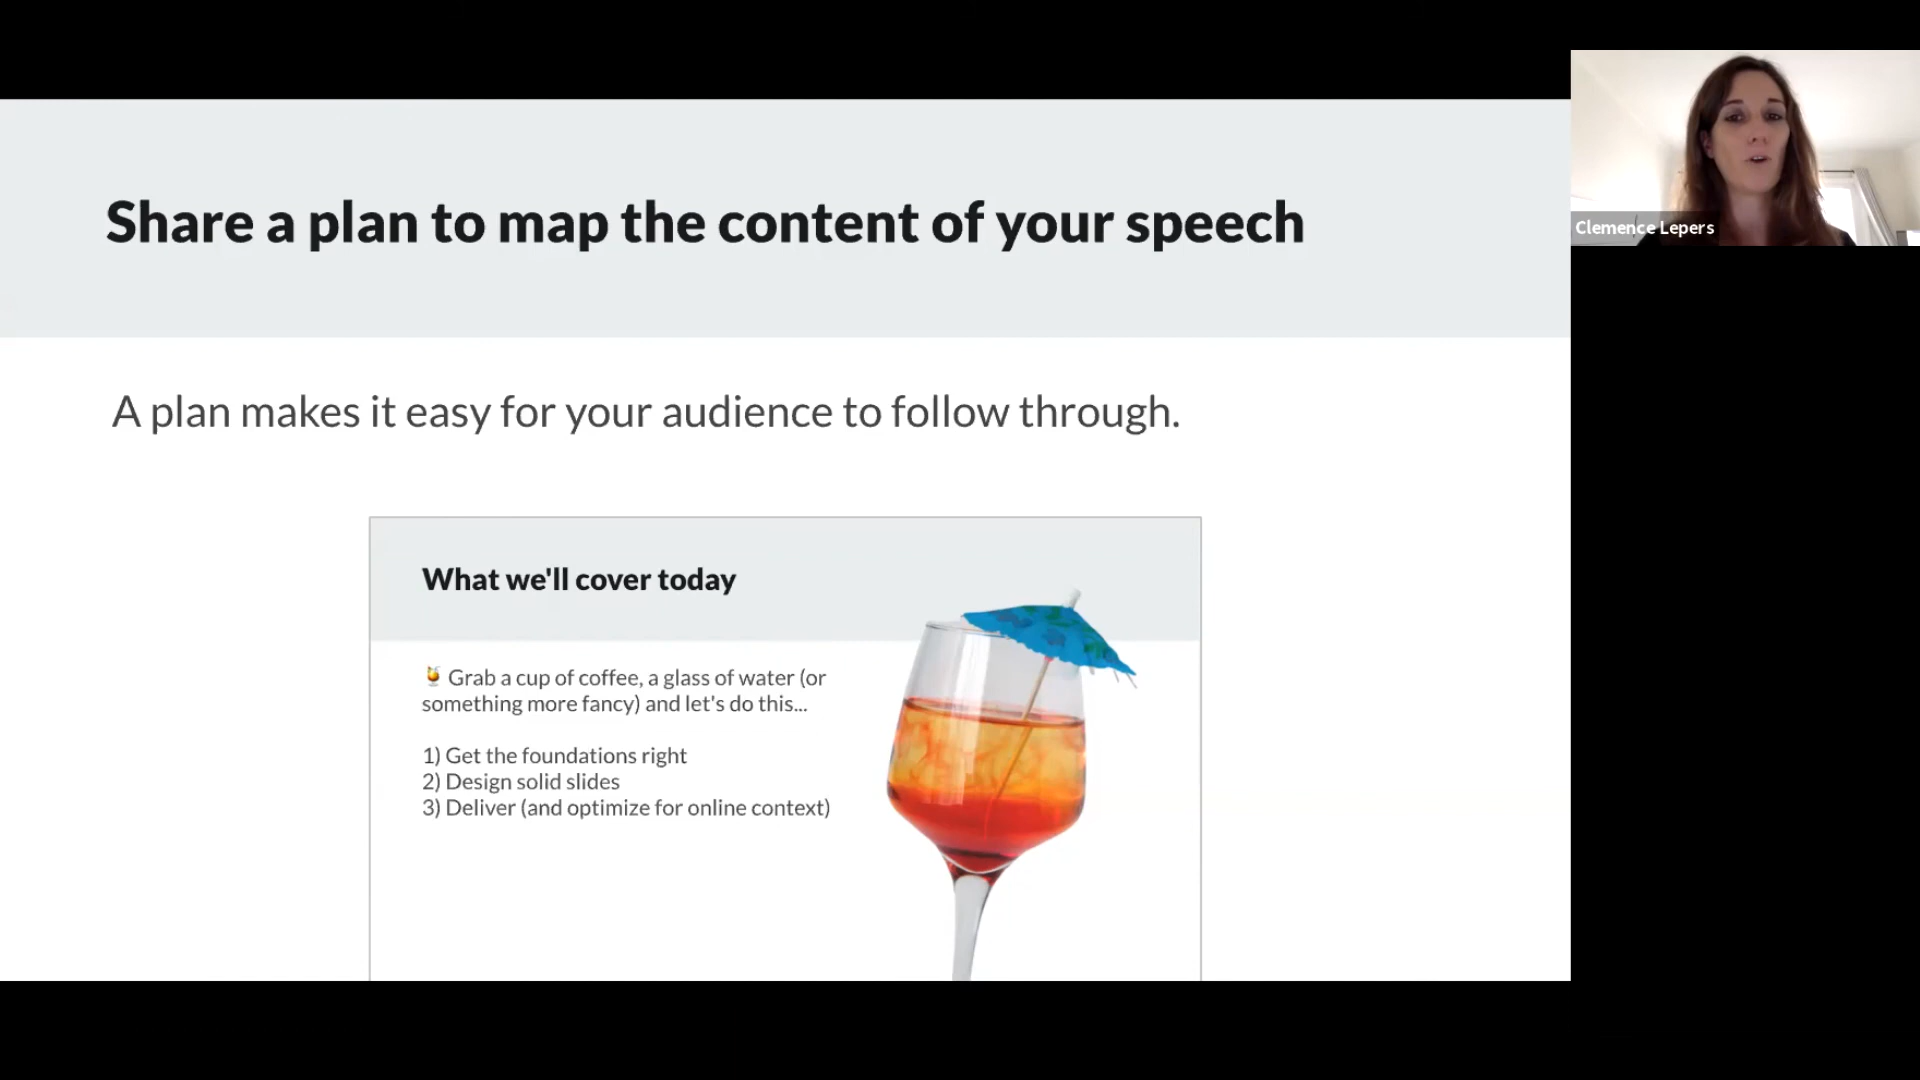 Share a plan to map the content of your speech
Clemence Lepers
A plan makes it easy for your audience to follow through.
What we'll cover today
🍹 Grab a cup of coffee, a glass of water (or
something more fancy) and let's do this...
1) Get the foundations right
2) Design solid slides
3) Deliver (and optimize for online context)